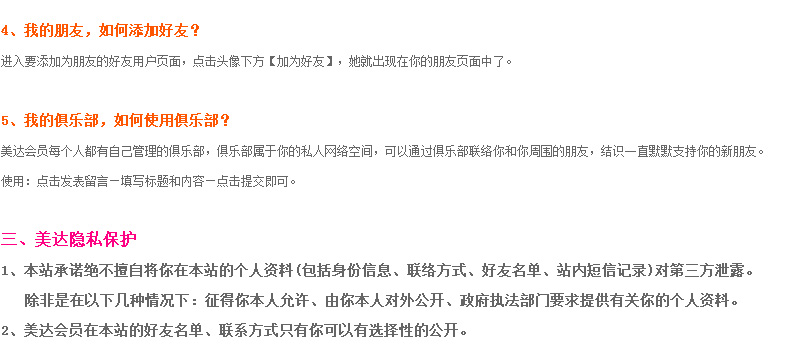 4、我的朋友，如何添加好友？
进入要添加为朋友的好友用户页面，点击头像下方【加为好友】，她就出现在你的朋友页面中了。
5、我的俱乐部，如何使用俱乐部？
美达会员每个人都有自己管理的俱乐部，俱乐部属于你的私人网络空间，可以通过俱乐部联络你和你周围的朋友，结识一直默默支持你的新朋友。
使用：点击发表留言—填写标题和内容—点击提交即可。
三、美达隐私保护
1、本站承诺绝不擅自将你在本站的个人资料(包括身份信息、联络方式、好友名单、站内短信记录)对第三方泄露。
除非是在以下几种情况下：征得你本人允许、由你本人对外公开、政府执法部门要求提供有关你的个人资料。
2、美达会员在本站的好友名单、联系方式只有你可以有选择性的公开。